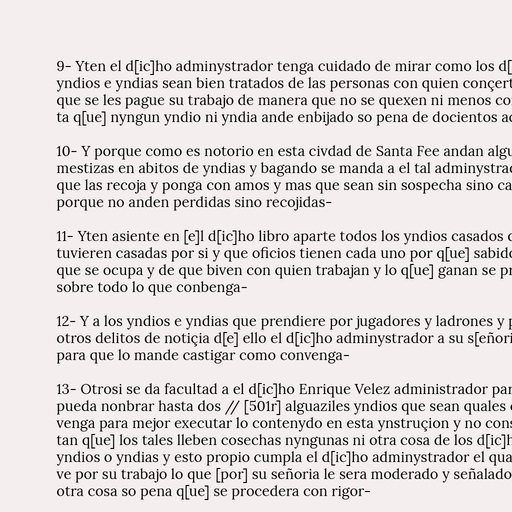 9- Yten el d[ic]ho adminystrador tenga cuidado de mirar como los d[
yndios e yndias sean bien tratados de las personas con quien conçert
que se les pague su trabajo de manera que no se quexen ni menos co
ta q[ue] nyngun yndio ni yndia ande enbijado so pena de docientos a
10- Y porque como es notorio en esta civdad de Santa Fee andan algu
mestizas en abitos de yndias y bagando se manda a el tal adminystra
que las recoja y ponga con amos y mas que sean sin sospecha sino ca
porque no anden perdidas sino recojidas-
11- Yten asiente en [e]l d[ic]ho libro aparte todos los yndios casados
tuvieren casadas por si y que oficios tienen cada uno por q[ue] sabido
que se ocupa y de que biven con quien trabajan y lo q[ue] ganan se pr
sobre todo lo que conbenga-
12- Y a los yndios e yndias que prendiere por jugadores y ladrones y p
otros delitos de notiçia d[e] ello el d[ic]ho adminystrador a su s[eñori
para que lo mande castigar como convenga-
13- Otrosi se da facultad a el d[ic]ho Enrique Velez administrador par
pueda nonbrar hasta dos // [501r] alguaziles yndios que sean quales
venga para mejor executar lo contenydo en esta ynstruçion y no cons
tan q[ue] los tales lleben cosechas nyngunas ni otra cosa de los d[ic]h
yndios o yndias y esto propio cumpla el d[ic]ho adminystrador el qua
ve por su trabajo lo que [por] su señoria le sera moderado y señalado
otra cosa so pena q[ue] se procedera con rigor-